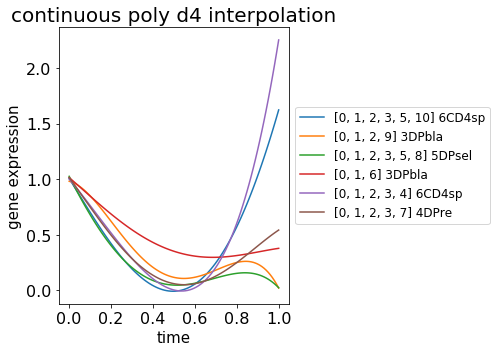 continuous poly d4 interpolation
gene expression
2.0
1.5
1.0
0.5
0.0
0.0 0.2 0.4 0.6 0.8 1.0
time
[0, 1, 2, 3, 5, 10] 6CD4sp
[0, 1, 2, 9] 3DPbla
[0, 1, 2, 3, 5, 8] 5DPsel
[0, 1, 6] 3DPbla
[0, 1, 2, 3, 4] 6CD4sp
[0, 1, 2, 3, 7] 4DPre